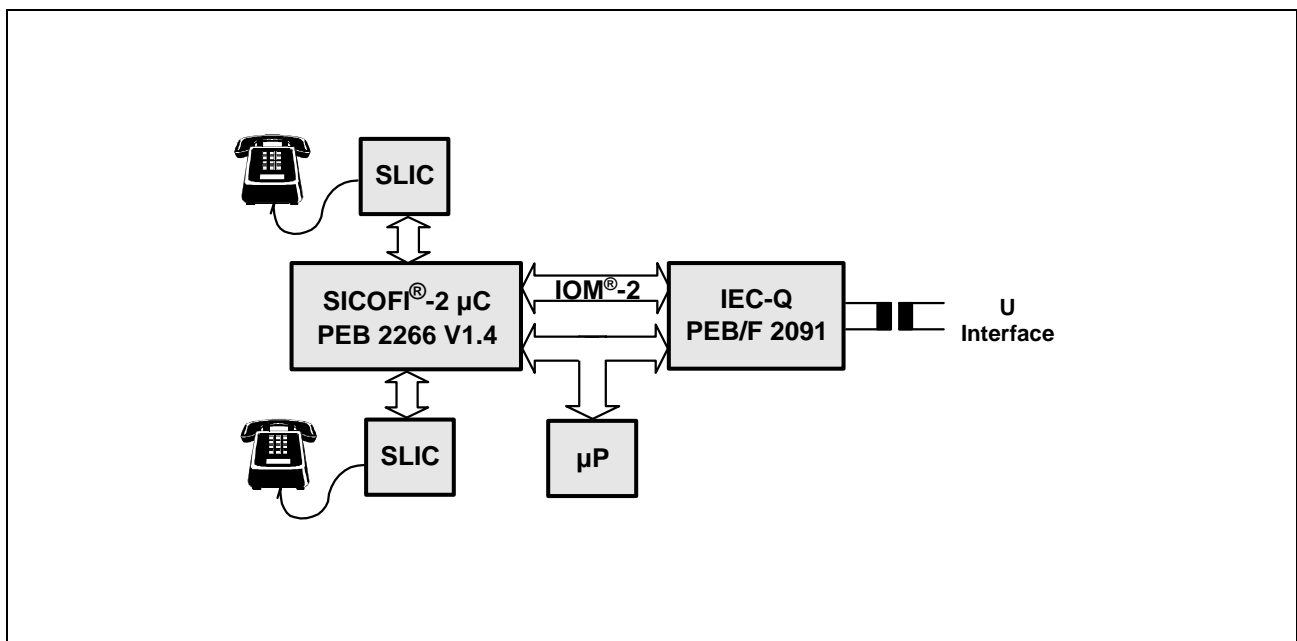 SLIC
SICOFI®-2 µC
PEB 2266 V1.4
IOM®-2
IEC-Q
PEB/F 2091
U
Interface
SLIC
µP